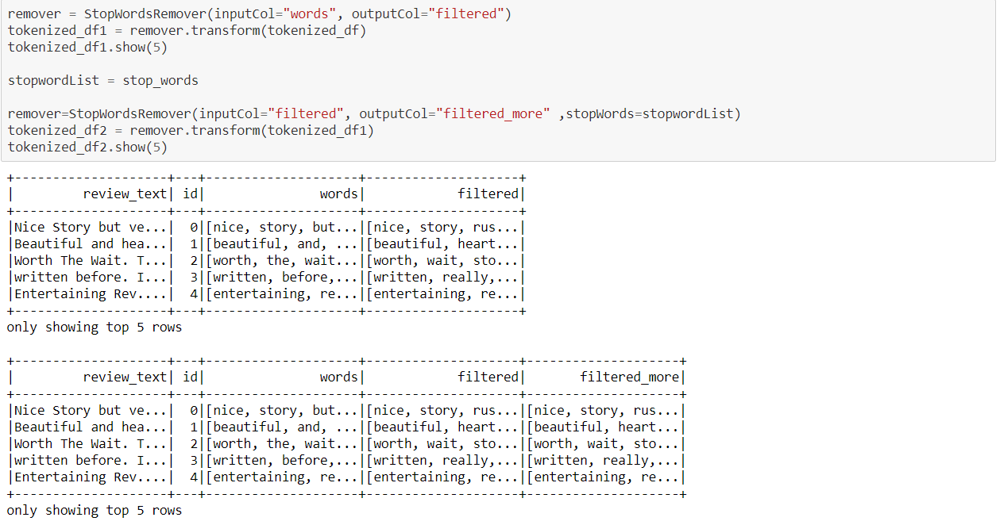 remover = StopWordsRemover(inputCol="words", outputCol="filtered")
tokenized_df1 = remover.transform(tokenized_df)
tokenized_df1.show(5)

stopwordList = stop_words

remover=StopWordsRemover(inputCol="filtered", outputCol="filtered_more" ,stopWords=stopwordList)
tokenized_df2 = remover.transform(tokenized_df1)
tokenized_df2.show(5)

+--------------------+---+--------------------+--------------------+
|         review_text| id|               words|            filtered|
+--------------------+---+--------------------+--------------------+
|Nice Story but ve...|  0|[nice, story, but...|[nice, story, rus...|
|Beautiful and hea...|  1|[beautiful, and, ...|[beautiful, heart...|
|Worth The Wait. T...|  2|[worth, the, wait...|[worth, wait, sto...|
|written before. I...|  3|[written, before,...|[written, really,...|
|Entertaining Rev....|  4|[entertaining, re...|[entertaining, re...|
+--------------------+---+--------------------+--------------------+
only showing top 5 rows

+--------------------+---+--------------------+--------------------+--------------------+
|         review_text| id|               words|            filtered|       filtered_more|
+--------------------+---+--------------------+--------------------+--------------------+
|Nice Story but ve...|  0|[nice, story, but...|[nice, story, rus...|[nice, story, rus...|
|Beautiful and hea...|  1|[beautiful, and, ...|[beautiful, heart...|[beautiful, heart...|
|Worth The Wait. T...|  2|[worth, the, wait...|[worth, wait, sto...|[worth, wait, sto...|
|written before. I...|  3|[written, before,...|[written, really,...|[written, really,...|
|Entertaining Rev....|  4|[entertaining, re...|[entertaining, re...|[entertaining, re...|
+--------------------+---+--------------------+--------------------+--------------------+
only showing top 5 rows